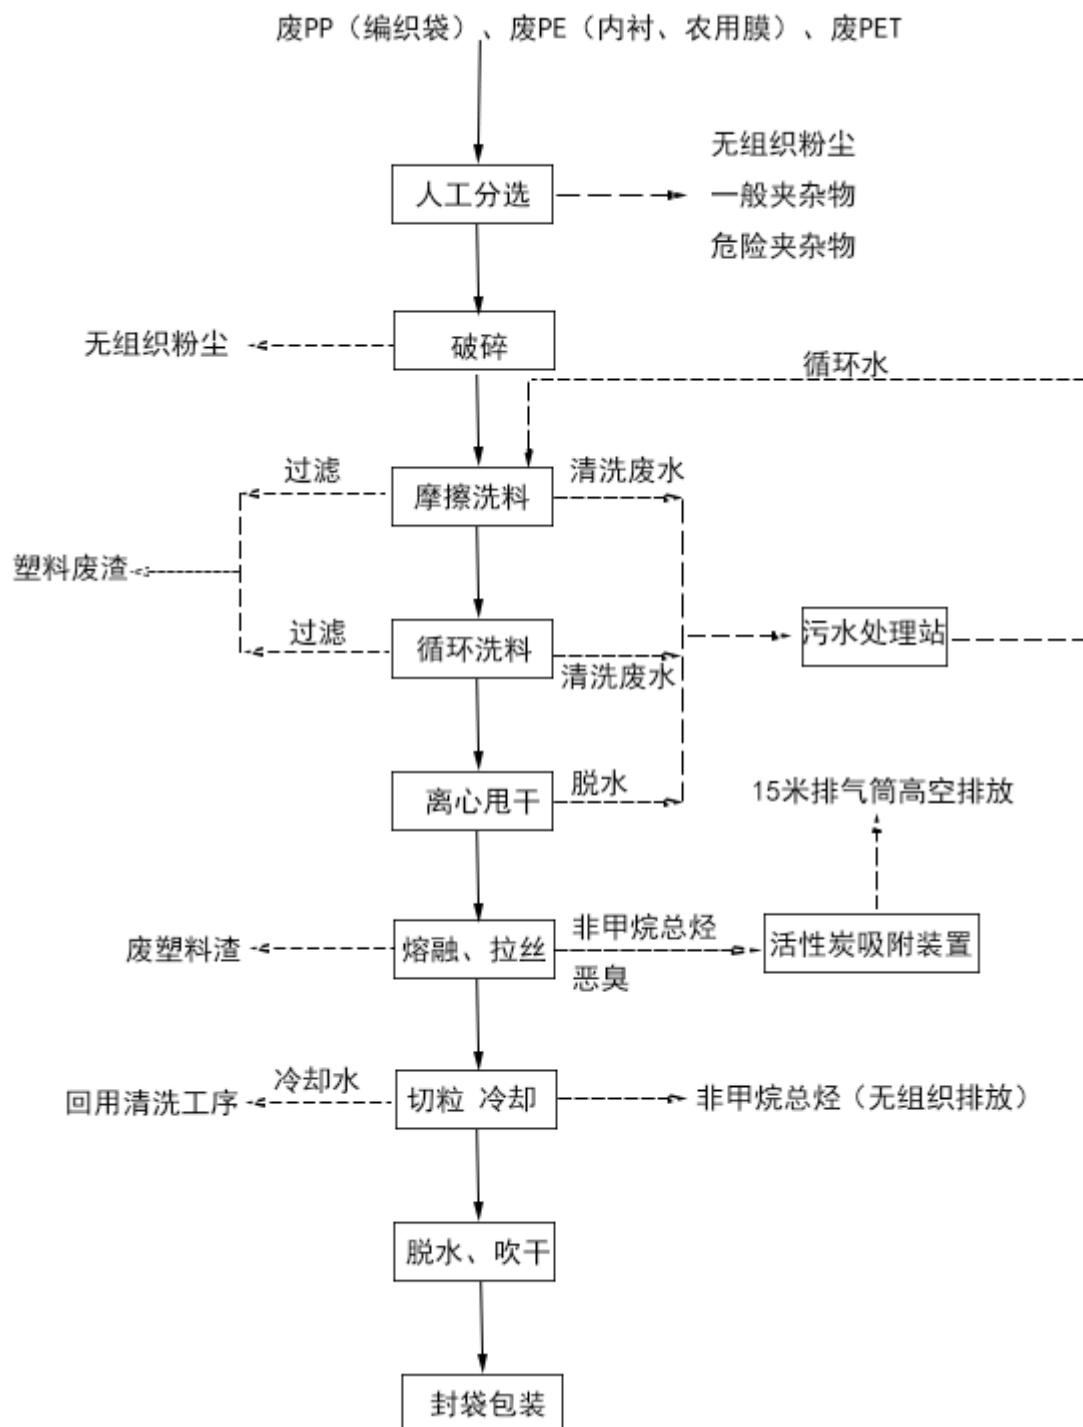 废PP（编织袋）、废PE（内衬、农用膜）、废PET
无组织粉尘
人工分选
一般夹杂物
危险夹杂物
无组织粉尘
破碎
循环水
过滤
摩擦洗料
清洗废水
塑料废渣
过滤
循环洗料
清洗废水
污水处理站
离心甩干
脱水
15米排气筒高空排放
废塑料渣
熔融、拉丝
非甲烷总烃
恶臭
活性炭吸附装置
回用清洗工序
冷却水
切粒 冷却
非甲烷总烃（无组织排放）
脱水、吹干
封袋包装